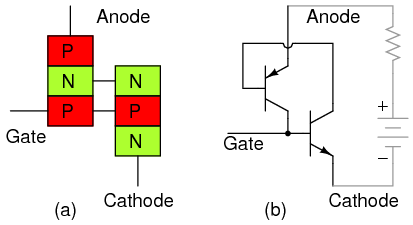 Anode
P
N
N
P
P
N
Gate
Cathode
(a)
Anode
+
−
Gate
Cathode
(b)